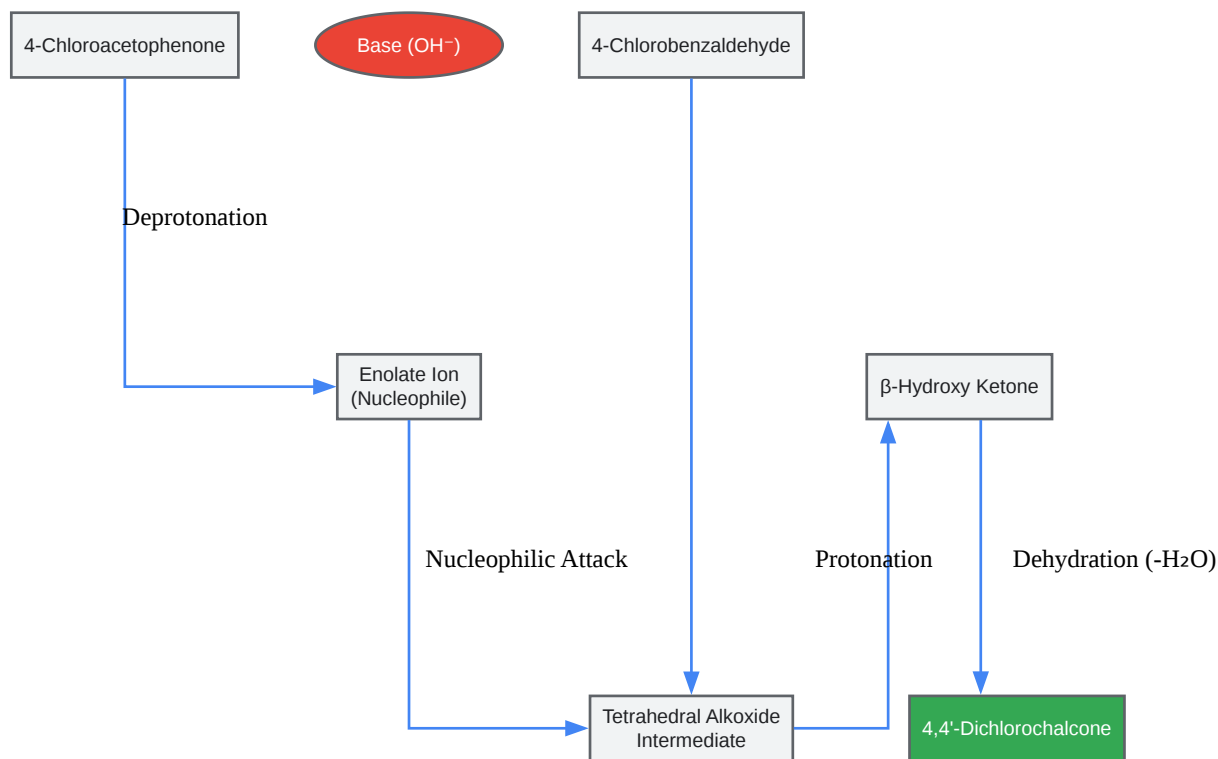 4-Chloroacetophenone
Base (OH⁻)
4-Chlorobenzaldehyde
Deprotonation
Enolate Ion
(Nucleophile)
β-Hydroxy Ketone
Nucleophilic Attack
Protonation
Dehydration (-H₂O)
Tetrahedral Alkoxide
Intermediate
4,4'-Dichlorochalcone